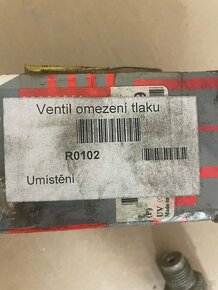 Ventil omezení tlaku
R0102
Umístění